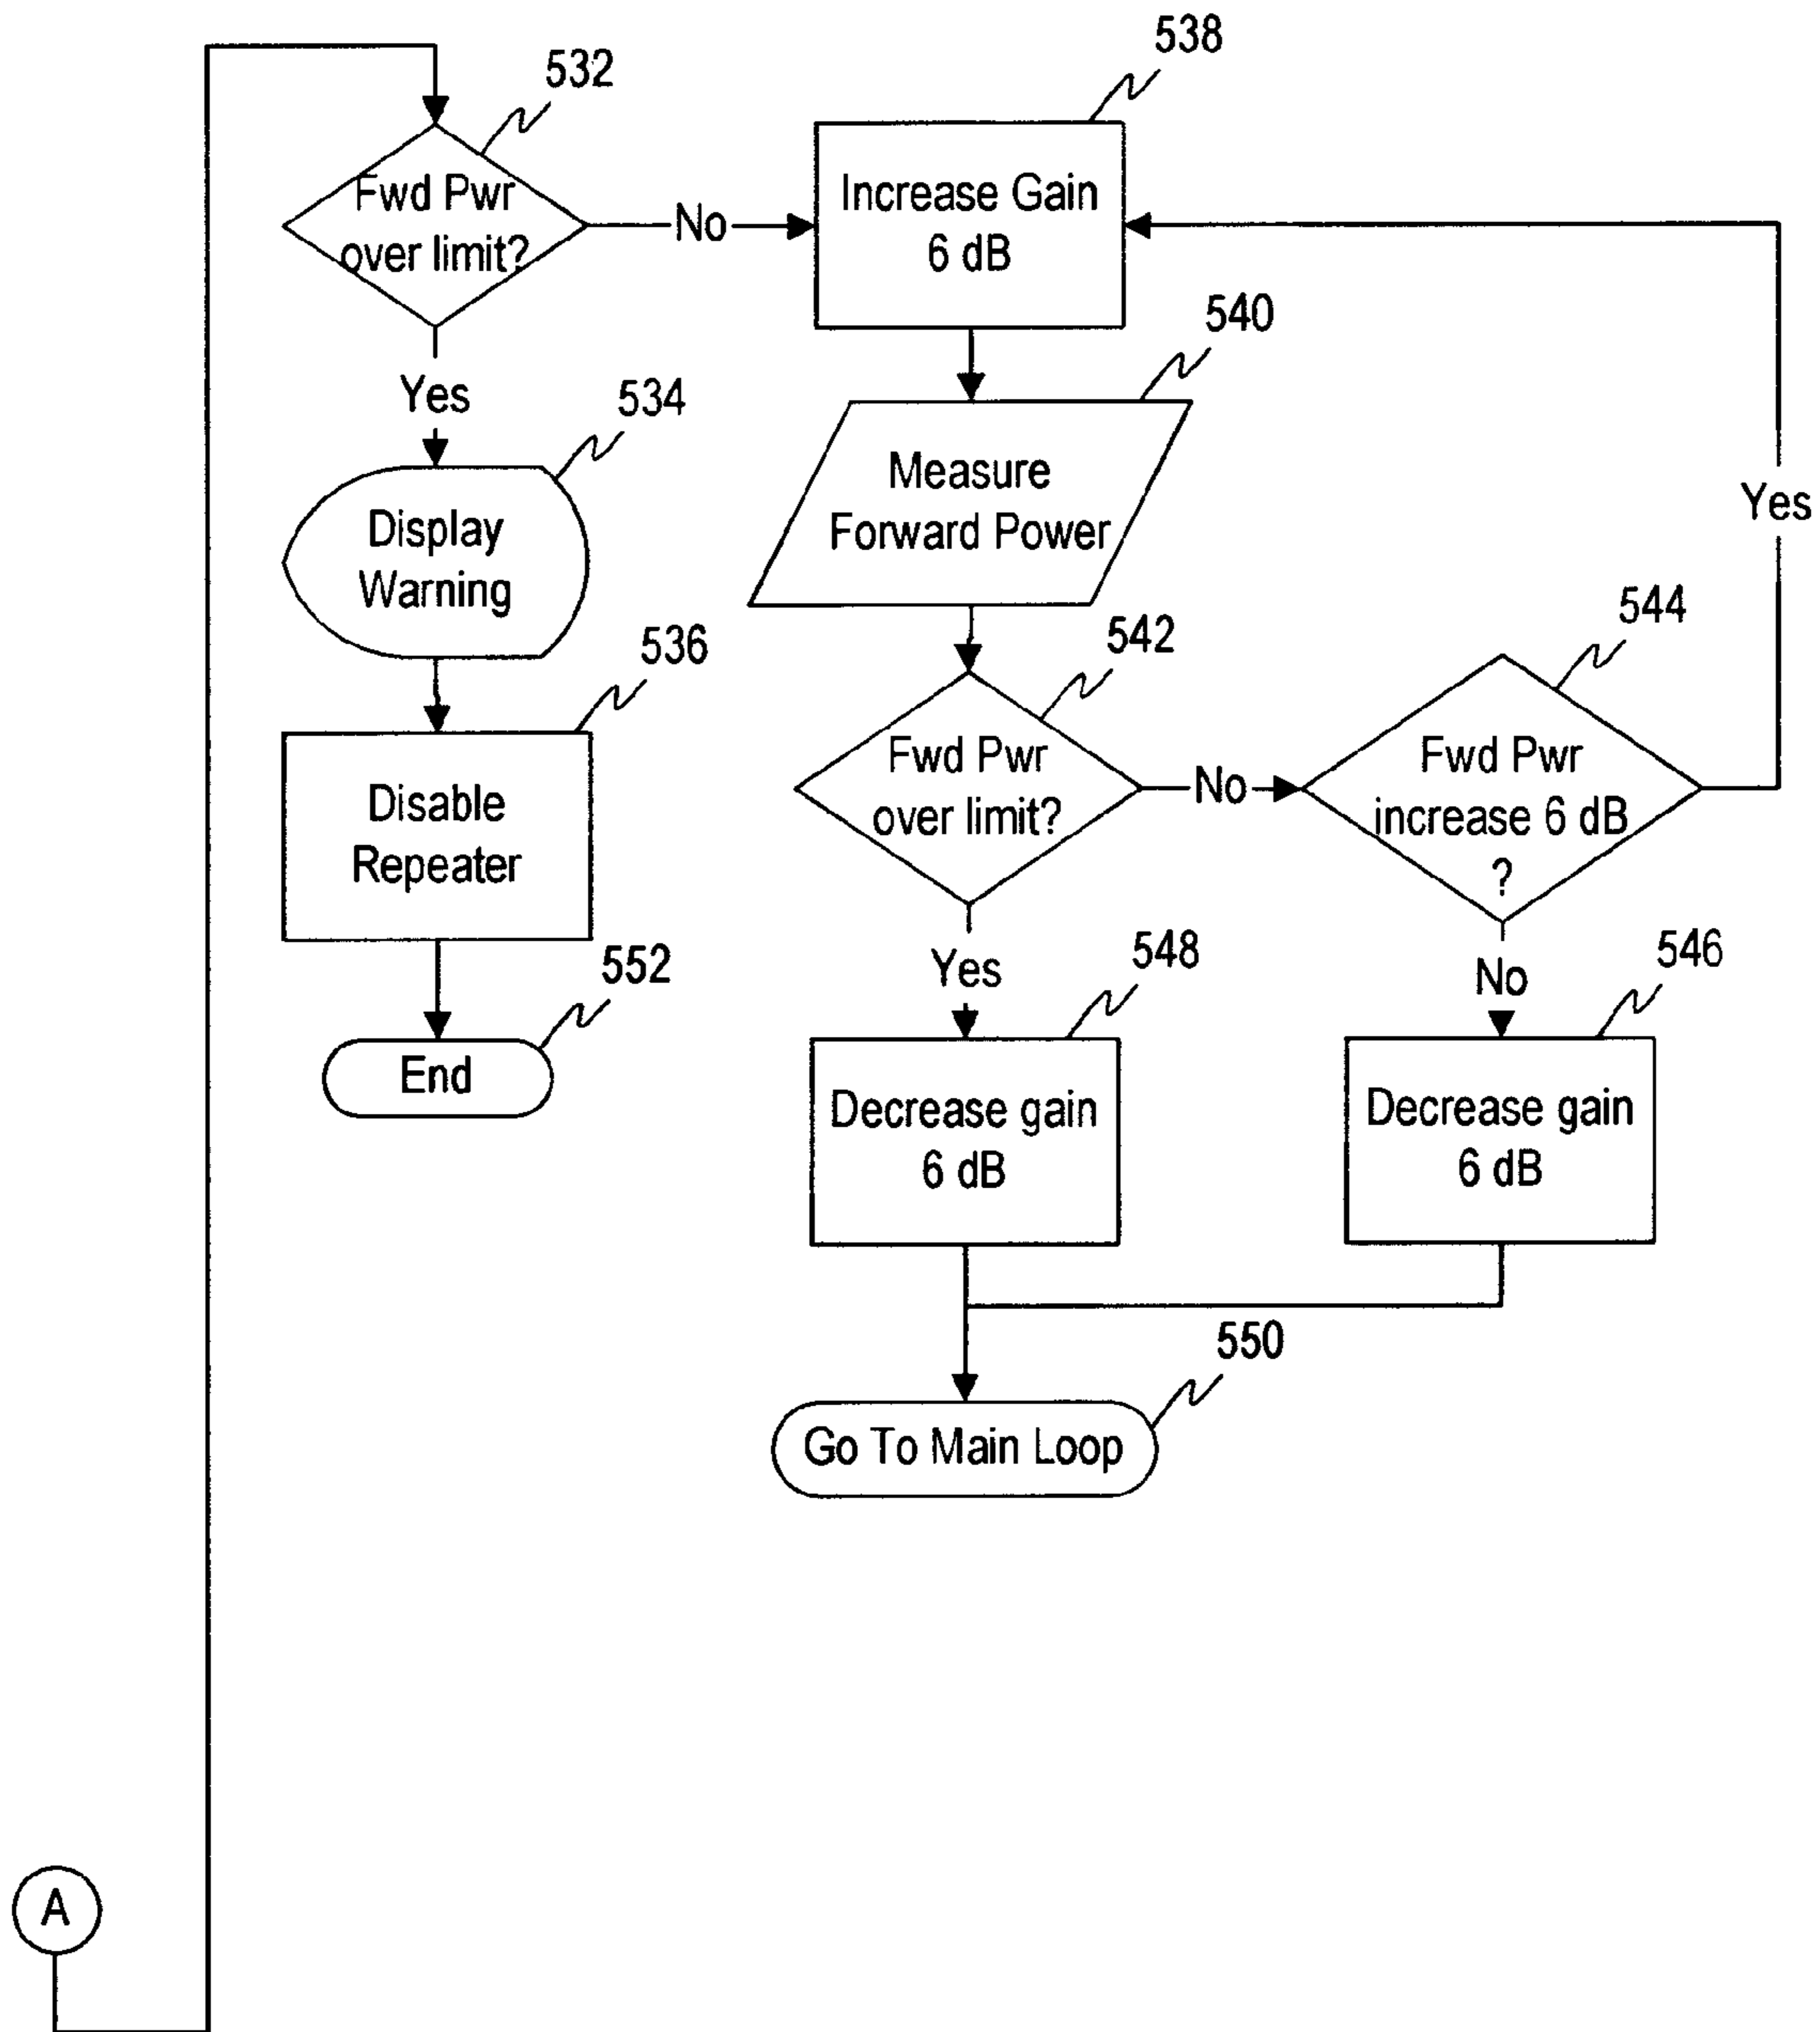 532
Fwd Pwr
over limit?
No
Yes
534
Display
Warning
536
Disable
Repeater
552
End
538
Increase Gain
6 dB
540
Measure
Forward Power
542
Fwd Pwr
over limit?
No
544
Fwd Pwr
increase 6 dB
?
Yes
Yes
548
Decrease gain
6 dB
No
546
Decrease gain
6 dB
550
Go To Main Loop
A